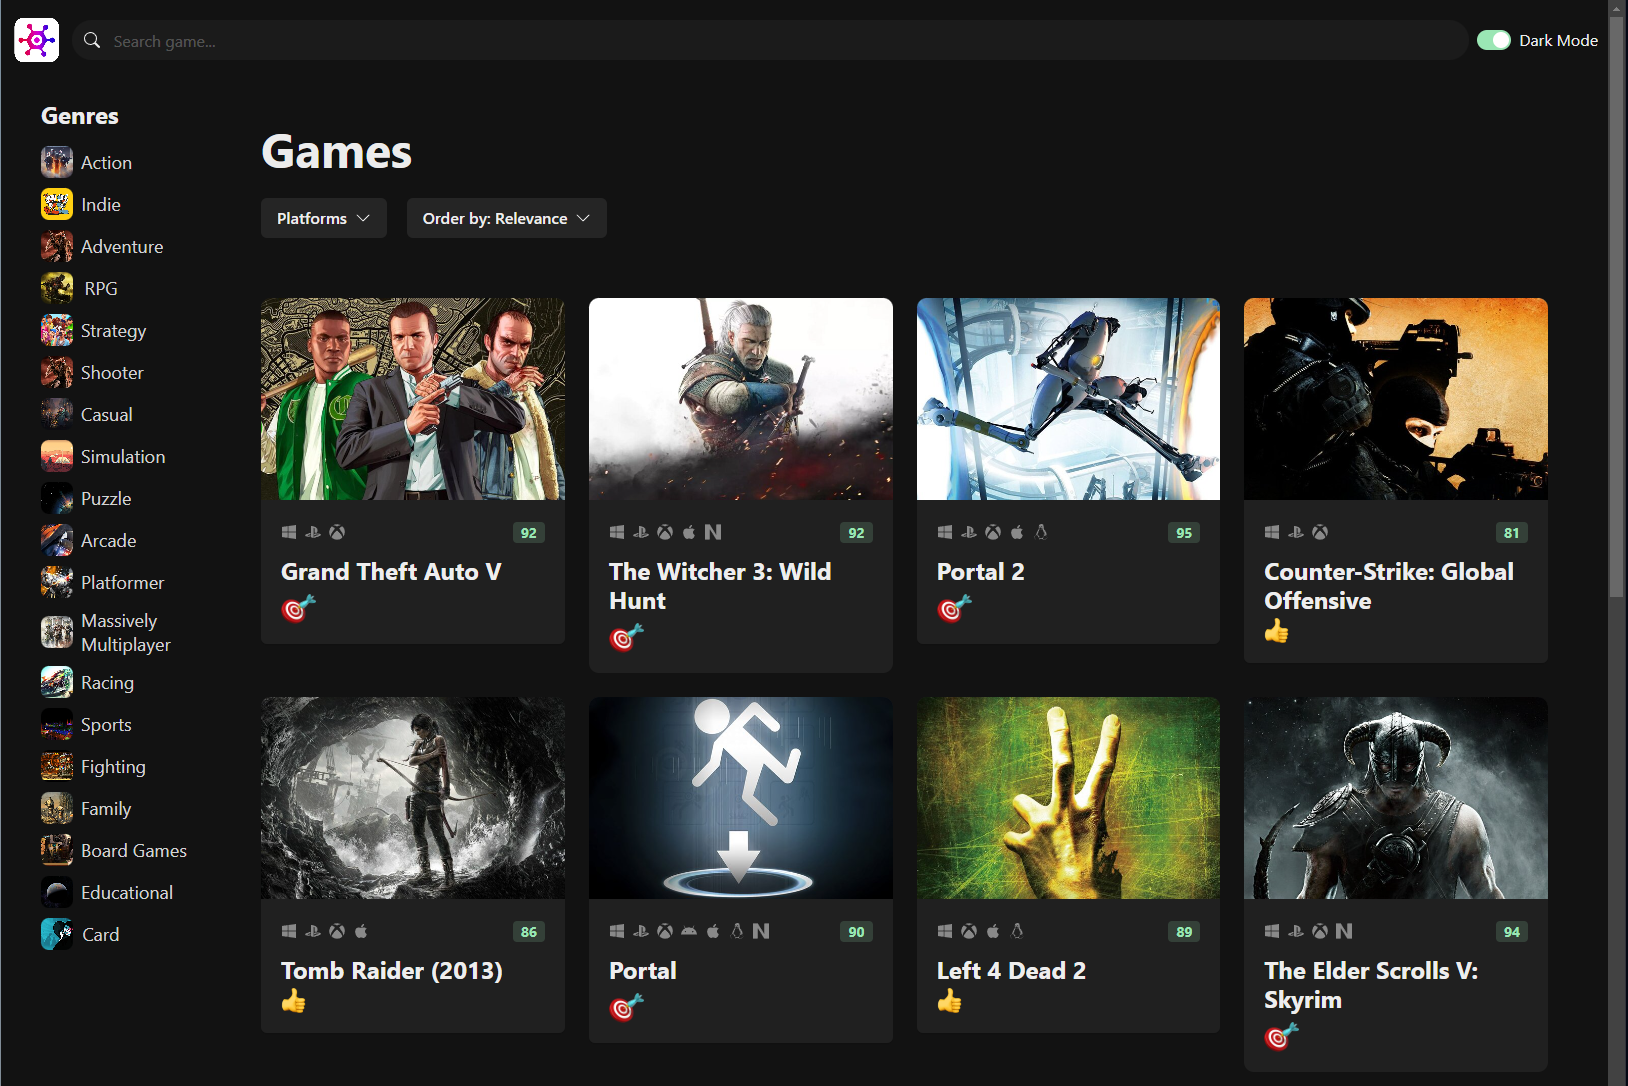 Search game...
Dark Mode
Genres
Action
Indie
Adventure
RPG
Strategy
Shooter
Casual
Simulation
Puzzle
Arcade
Platformer
Massively
Multiplayer
Racing
Sports
Fighting
Family
Board Games
Educational
Card
Games
Platforms
Order by: Relevance
92
Grand Theft Auto V
92
The Witcher 3: Wild
Hunt
95
Portal 2
81
Counter-Strike: Global
Offensive
86
Tomb Raider (2013)
90
Portal
89
Left 4 Dead 2
94
The Elder Scrolls V:
Skyrim